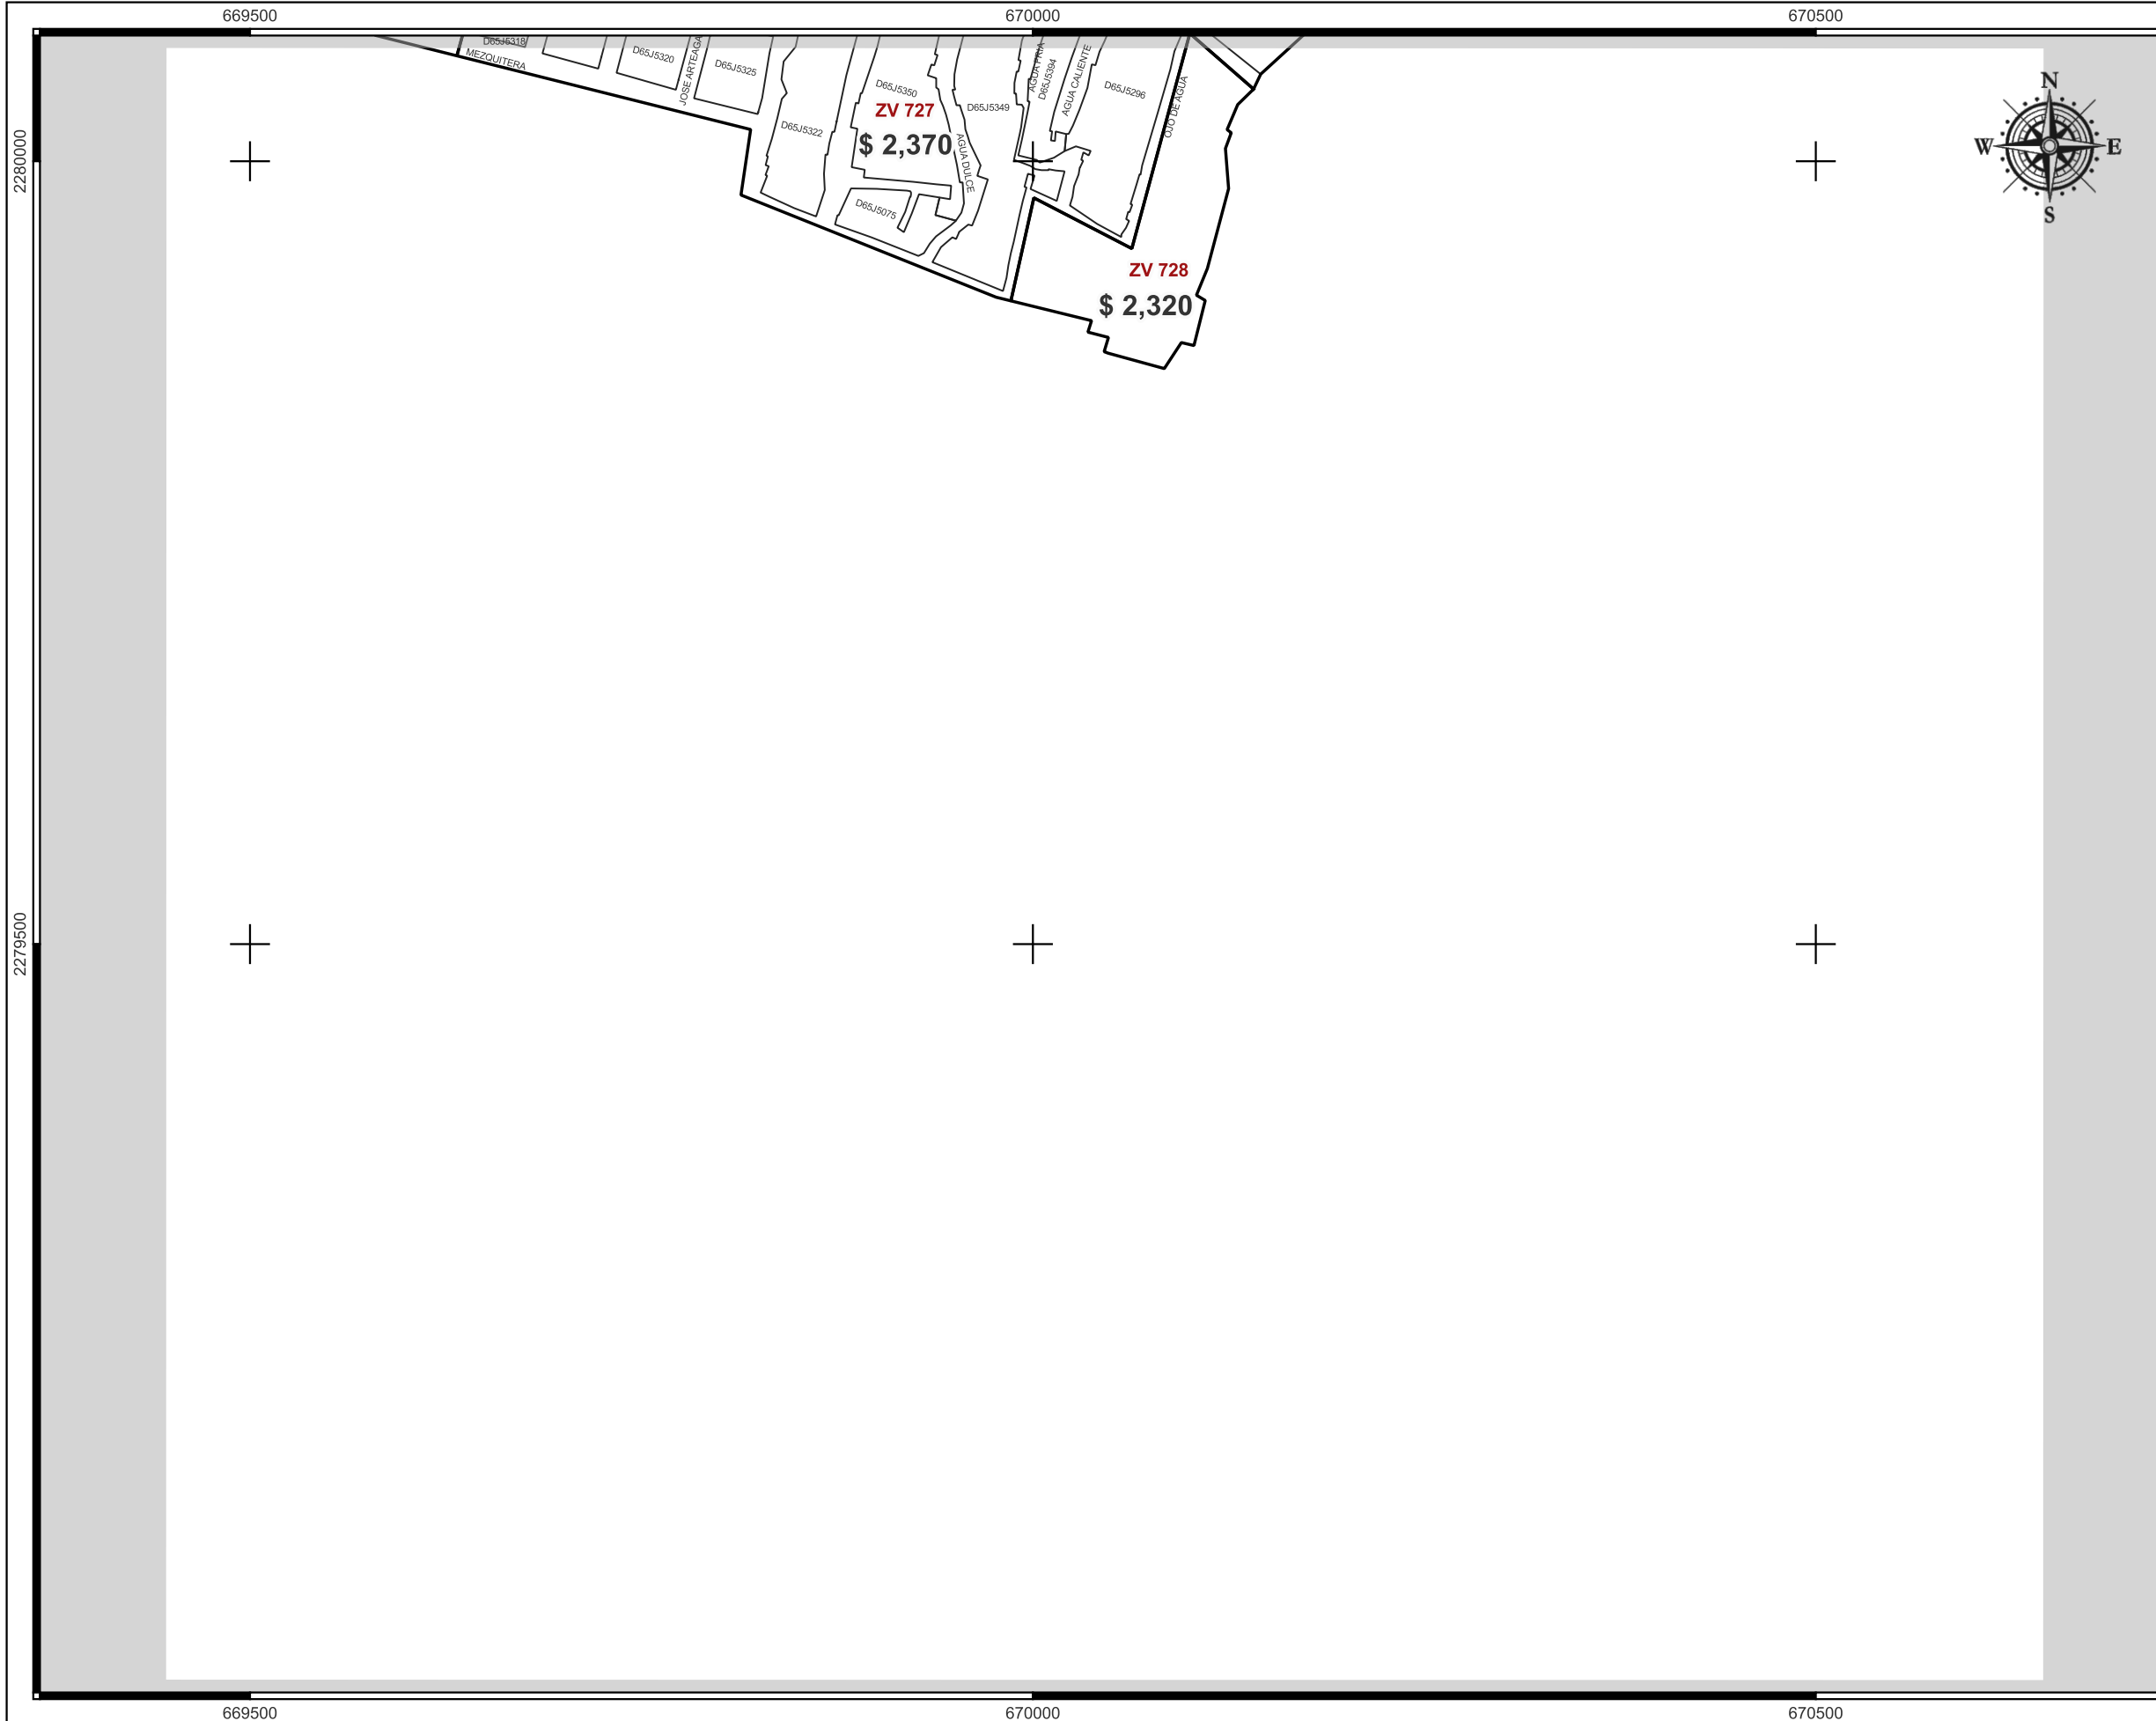 669500 670000 670500
D65J5318
MEZQUITERA
D65J5320
JOSE ARTEAGA
D65J5325
D65J5322
D65J5350
ZV 727
$ 2,370
AGUA DULCE
D65J5349
AGUA FRIA
D65J5394
AGUA CALIENTE
D65J5296
OJO DE AGUA
D65J5075
ZV 728
$ 2,320
N
W E
S
2280000
2279500
669500 670000 670500